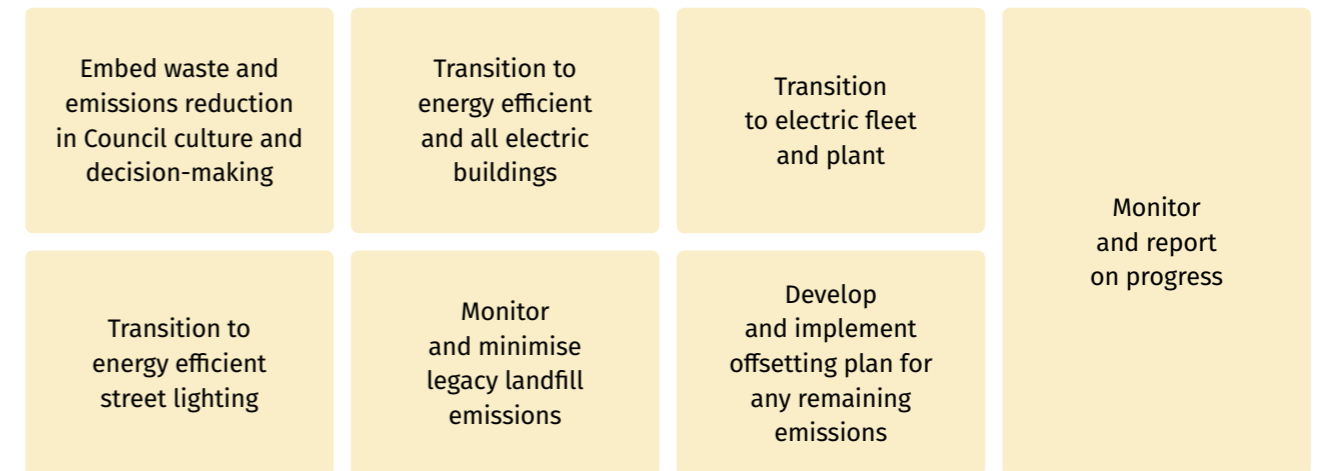 Embed waste and
emissions reduction
in Council culture and
decision-making
Transition to
energy efficient
and all electric
buildings
Transition
to electric fleet
and plant
Monitor
and report
on progress
Transition to
energy efficient
street lighting
Monitor
and minimise
legacy landfill
emissions
Develop
and implement
offsetting plan for
any remaining
emissions